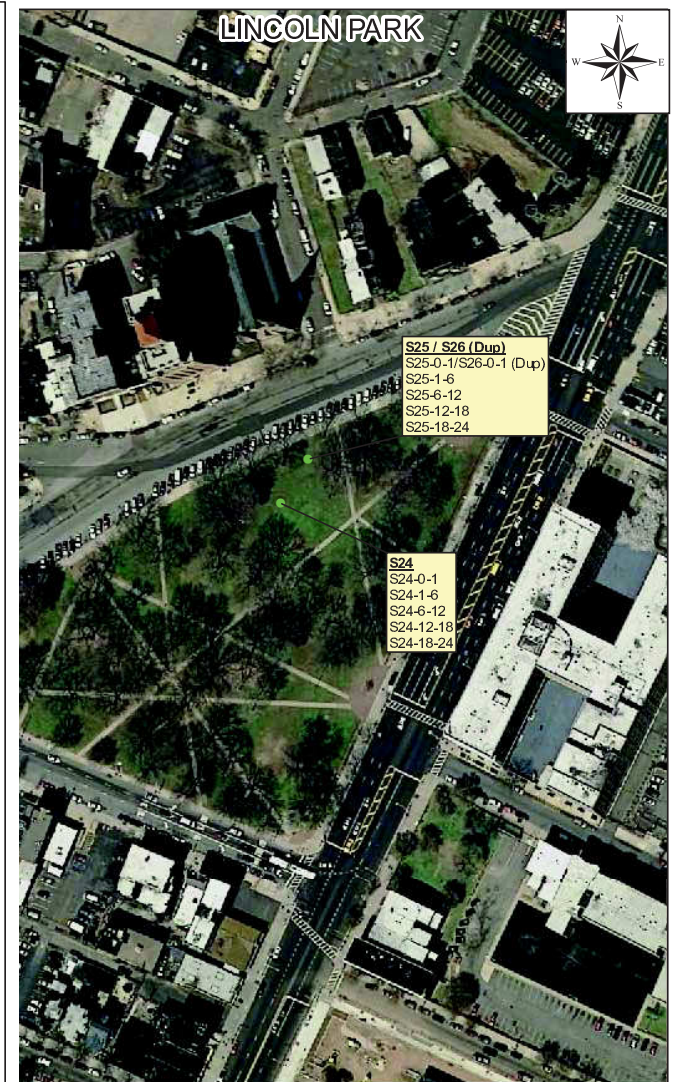 LINCOLN PARK
N
W E
S
S25 / S26 (Dup)
S25-0-1/S26-0-1 (Dup)
S25-1-6
S25-6-12
S25-12-18
S25-18-24
S24
S24-0-1
S24-1-6
S24-6-12
S24-12-18
S24-18-24